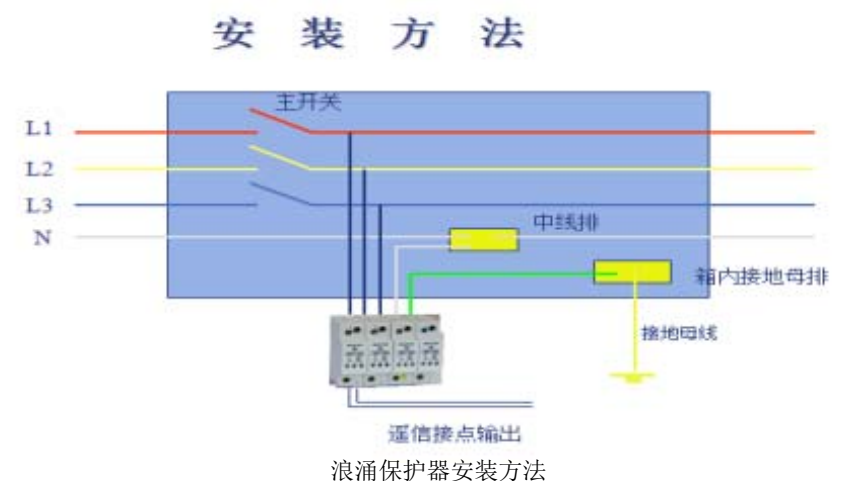 安装方法
主开关
L1
L2
L3
中线排
N
箱内接地母排
接地母线
遥信接点输出
浪涌保护器安装方法